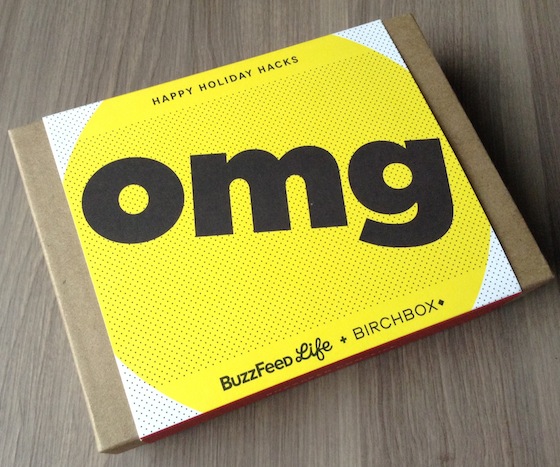 HAPPY HOLIDAY HACKS
omg
BuzzFeed Life + BIRCHBOX